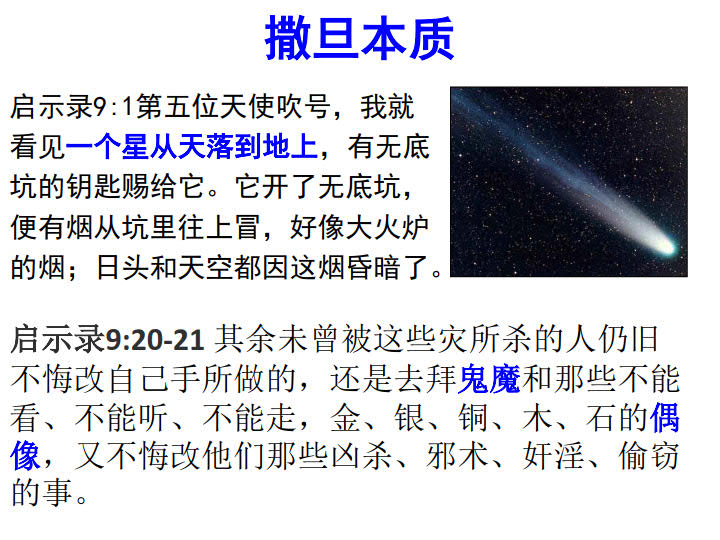 撒旦本质
启示录9:1第五位天使吹号，我就
看见一个星从天落到地上，有无底
坑的钥匙赐给它。它开了无底坑，
便有烟从坑里往上冒，好像大火炉
的烟；日头和天空都因这烟昏暗了。
启示录9:20-21 其余未曾被这些灾所杀的人仍旧
不悔改自己手所做的，还是去拜鬼魔和那些不能
看、不能听、不能走，金、银、铜、木、石的偶
像，又不悔改他们那些凶杀、邪术、奸淫、偷窃
的事。